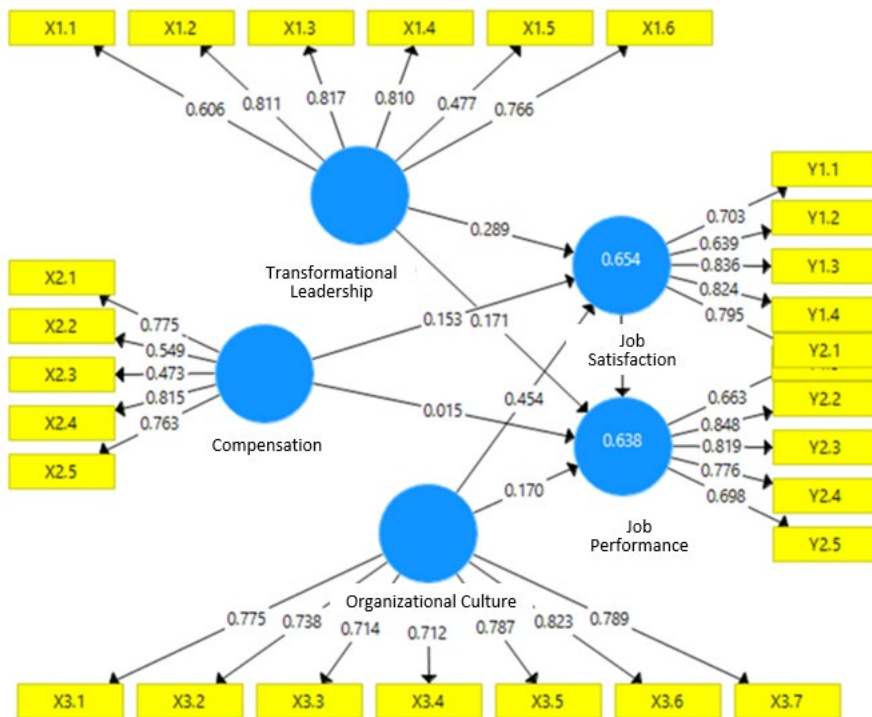 X1.1
X1.2
X1.3
X1.4
X1.5
X1.6
0.606
0.811
0.817
0.810
0.477
0.766
Transformational
Leadership
0.289
0.171
X2.1
X2.2
X2.3
X2.4
X2.5
0.775
0.549
0.473
0.815
0.763
Compensation
0.153
0.015
0.654
Job
Satisfaction
0.703
0.639
0.836
0.824
0.795
Y1.1
Y1.2
Y1.3
Y1.4
0.454
0.170
0.638
Job
Performance
0.663
0.848
0.819
0.776
0.698
Y2.1
Y2.2
Y2.3
Y2.4
Y2.5
Organizational Culture
0.775
0.738
0.714
0.712
0.787
0.823
0.789
X3.1
X3.2
X3.3
X3.4
X3.5
X3.6
X3.7